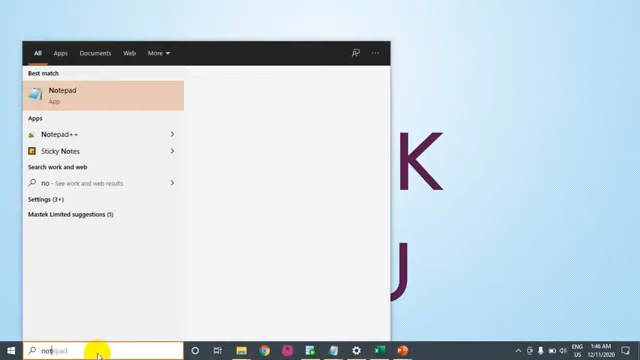 All Apps Documents Web More
Best match
Notepad
App
Apps
Notepad++
Sticky Notes
Search work and web
no - See work and web results
Settings (3+)
Mastek Limited suggestions (1)
K
U
notepad
ENG
US
1:46 AM
12/11/2020